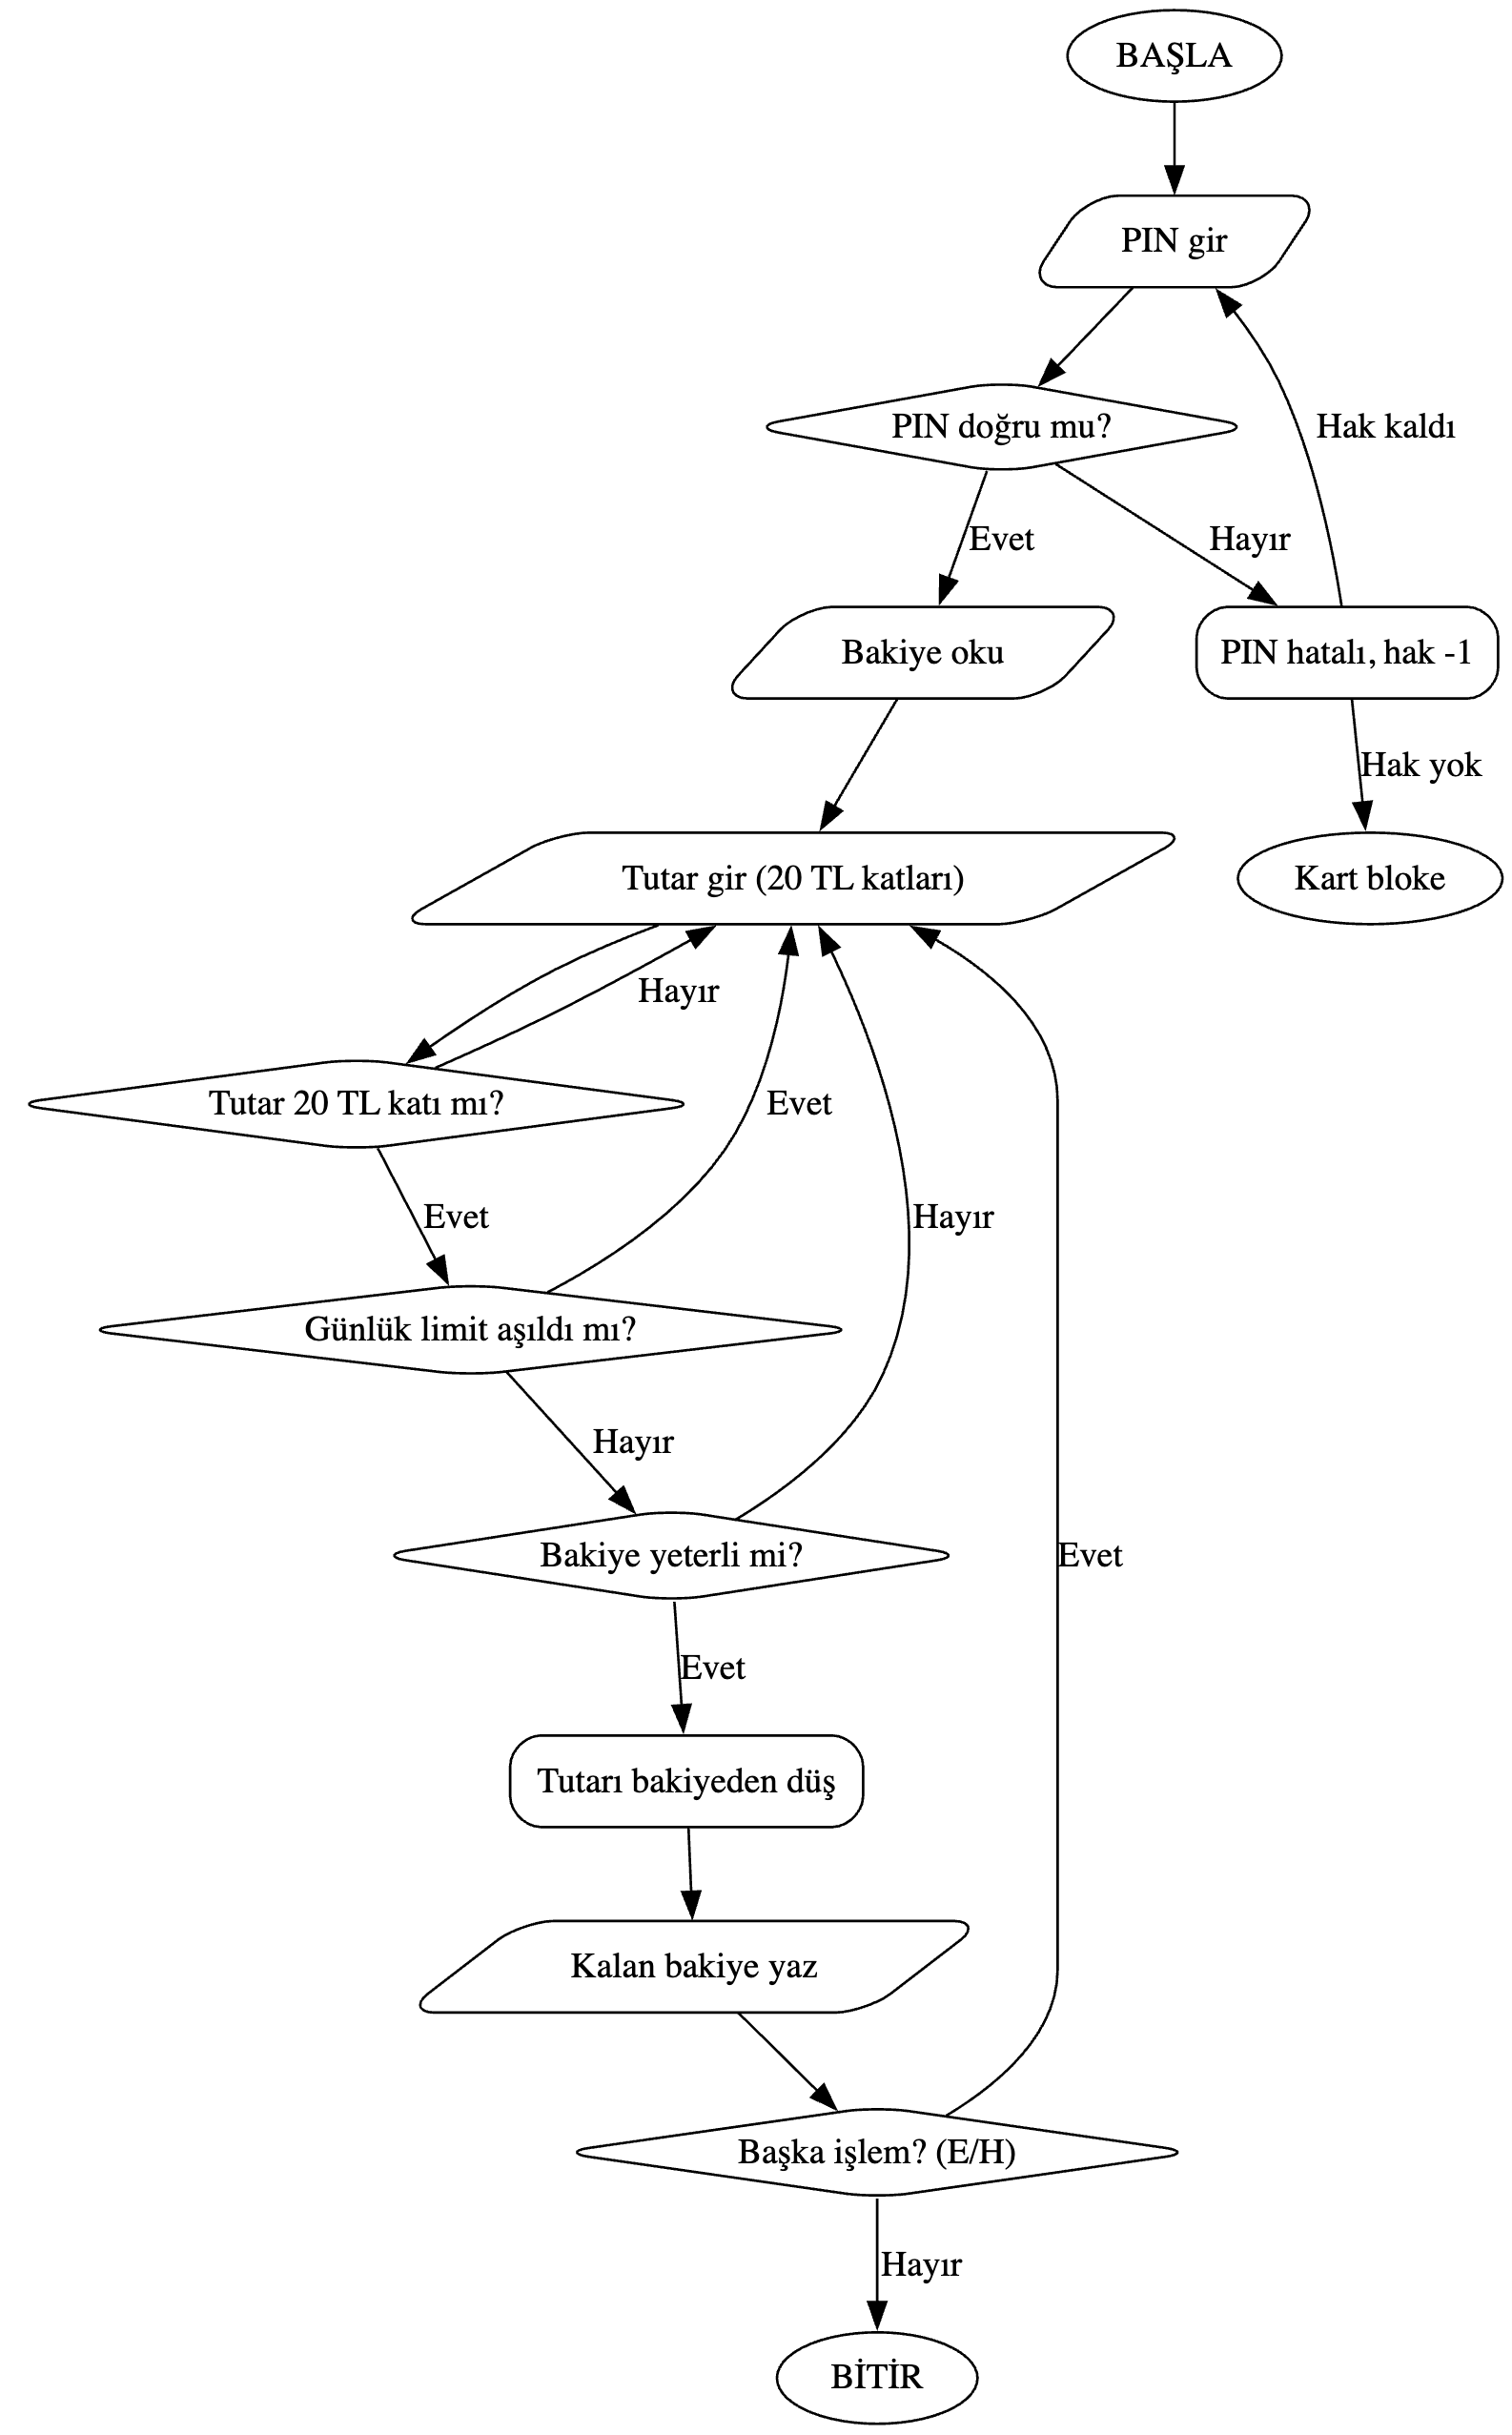 BAŞLA
PIN gir
PIN doğru mu?
Hak kaldı
Evet
Hayır
Bakiye oku
PIN hatalı, hak -1
Hak yok
Tutar gir (20 TL katları)
Kart bloke
Hayır
Tutar 20 TL katı mı?
Evet
Evet
Hayır
Günlük limit aşıldı mı?
Hayır
Bakiye yeterli mi?
Evet
Evet
Tutarı bakiyeden düş
Kalan bakiye yaz
Başka işlem? (E/H)
Hayır
BİTİR